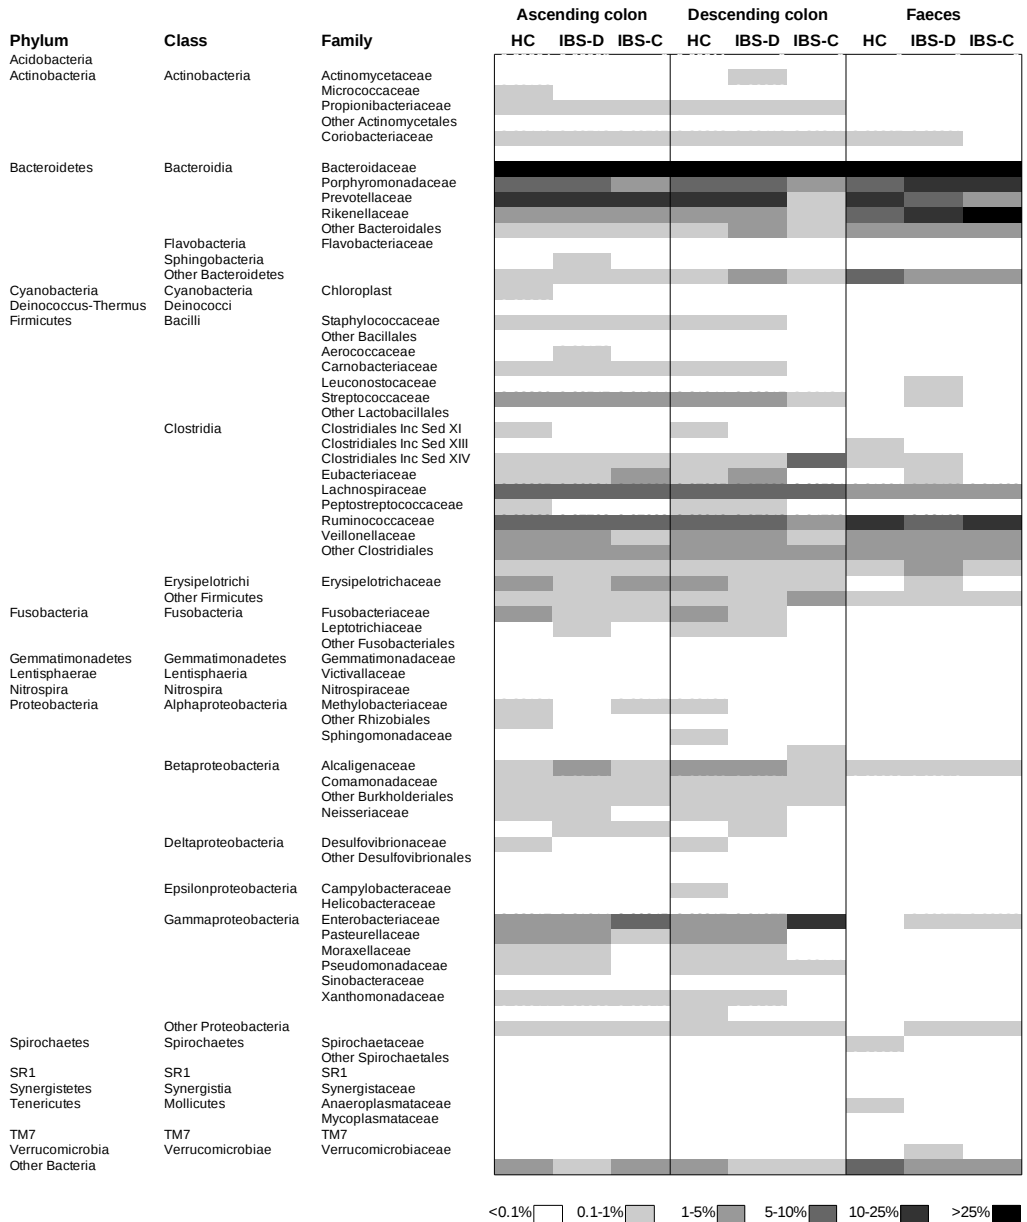 Ascending colon Descending colon Faeces
Phylum Class Family HC IBS-D IBS-C HC IBS-D IBS-C HC IBS-D IBS-C
Acidobacteria
Actinobacteria Actinobacteria Actinomycetaceae
Micrococcaceae
Propionibacteriaceae
Other Actinomycetales
Coriobacteriaceae
Bacteroidetes Bacteroidia Bacteroidaceae
Porphyromonadaceae
Prevotellaceae
Rikenellaceae
Other Bacteroidales
Flavobacteria Flavobacteriaceae
Sphingobacteria
Other Bacteroidetes
Cyanobacteria Cyanobacteria Chloroplast
Deinococcus-Thermus Deinococci
Firmicutes Bacilli Staphylococcaceae
Other Bacillales
Aerococcaceae
Carnobacteriaceae
Leuconostocaceae
Streptococcaceae
Other Lactobacillales
Clostridia Clostridiales Inc Sed XI
Clostridiales Inc Sed XIII
Clostridiales Inc Sed XIV
Eubacteriaceae
Lachnospiraceae
Peptostreptococcaceae
Ruminococcaceae
Veillonellaceae
Other Clostridiales
Erysipelotrichi Erysipelotrichaceae
Other Firmicutes
Fusobacteria Fusobacteria Fusobacteriaceae
Leptotrichiaceae
Other Fusobacteriales
Gemmatimonadetes Gemmatimonadetes Gemmatimonadaceae
Lentisphaerae Lentisphaeria Victivallaceae
Nitrospira Nitrospira Nitrospiraceae
Proteobacteria Alphaproteobacteria Methylobacteriaceae
Other Rhizobiales
Sphingomonadaceae
Betaproteobacteria Alcaligenaceae
Comamonadaceae
Other Burkholderiales
Neisseriaceae
Deltaproteobacteria Desulfovibrionaceae
Other Desulfovibrionales
Epsilonproteobacteria Campylobacteraceae
Helicobacteraceae
Gammaproteobacteria Enterobacteriaceae
Pasteurellaceae
Moraxellaceae
Pseudomonadaceae
Sinobacteraceae
Xanthomonadaceae
Other Proteobacteria
Spirochaetes Spirochaetes Spirochaetaceae
Other Spirochaetales
SR1 SR1 SR1
Synergistetes Synergistia Synergistaceae
Tenericutes Mollicutes Anaeroplasmataceae
Mycoplasmataceae
TM7 TM7 TM7
Verrucomicrobia Verrucomicrobiae Verrucomicrobiaceae
Other Bacteria
<0.1% 0.1-1% 1-5% 5-10% 10-25% >25%